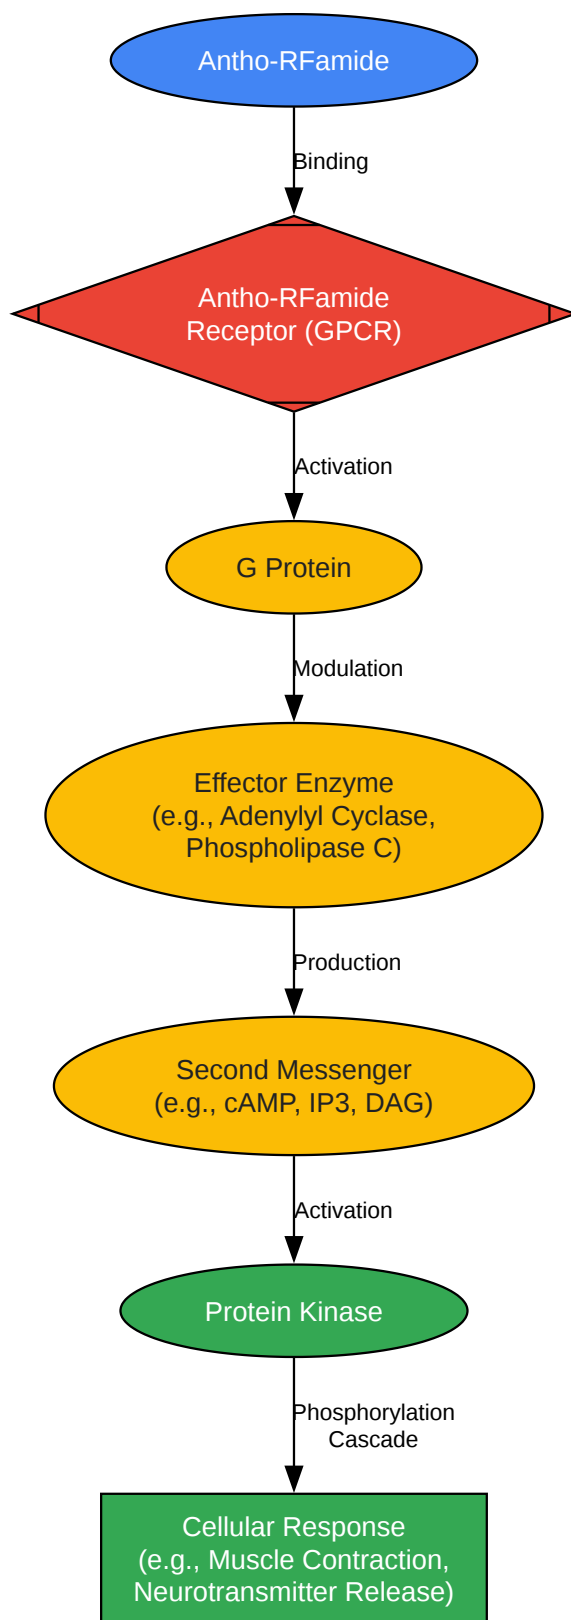 Antho-RFamide
Binding
Antho-RFamide
Receptor (GPCR)
Activation
G Protein
Modulation
Effector Enzyme
(e.g., Adenylyl Cyclase,
Phospholipase C)
Production
Second Messenger
(e.g., cAMP, IP3, DAG)
Activation
Protein Kinase
Phosphorylation
Cascade
Cellular Response
(e.g., Muscle Contraction,
Neurotransmitter Release)